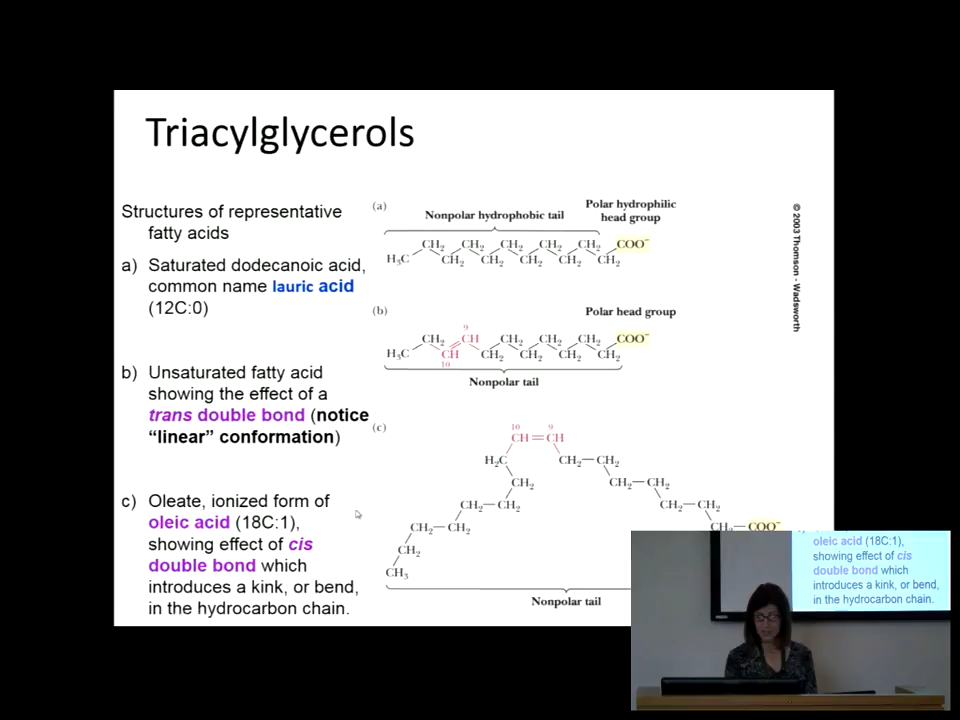 Triacylglycerols
Structures of representative
fatty acids
a) Saturated dodecanoic acid,
common name lauric acid
(12C:0)
b) Unsaturated fatty acid
showing the effect of a
trans double bond (notice
“linear” conformation)
c) Oleate, ionized form of
oleic acid (18C:1),
showing effect of cis
double bond which
introduces a kink, or bend,
in the hydrocarbon chain.
(a)
Nonpolar hydrophobic tail
Polar hydrophilic
head group
CH₂ CH₂ CH₂ CH₂ CH₂ COO⁻
H₃C CH₂ CH₂ CH₂ CH₂ CH₂
(b)
Polar head group
9
CH₂ CH CH₂ CH₂ CH₂ COO⁻
H₃C CH CH₂ CH₂ CH₂ CH₂
10
Nonpolar tail
(c)
10 9
CH=CH
H₂C CH₂—CH₂
CH₂ CH₂—CH₂
CH₂—CH₂ CH₂—CH₂
CH₂—CH₂ CH₂—COO⁻
CH₂
CH₃
Nonpolar tail
© 2003 Thomson - Wadsworth
oleic acid (18C:1),
showing effect of cis
double bond which
introduces a kink, or bend,
in the hydrocarbon chain.